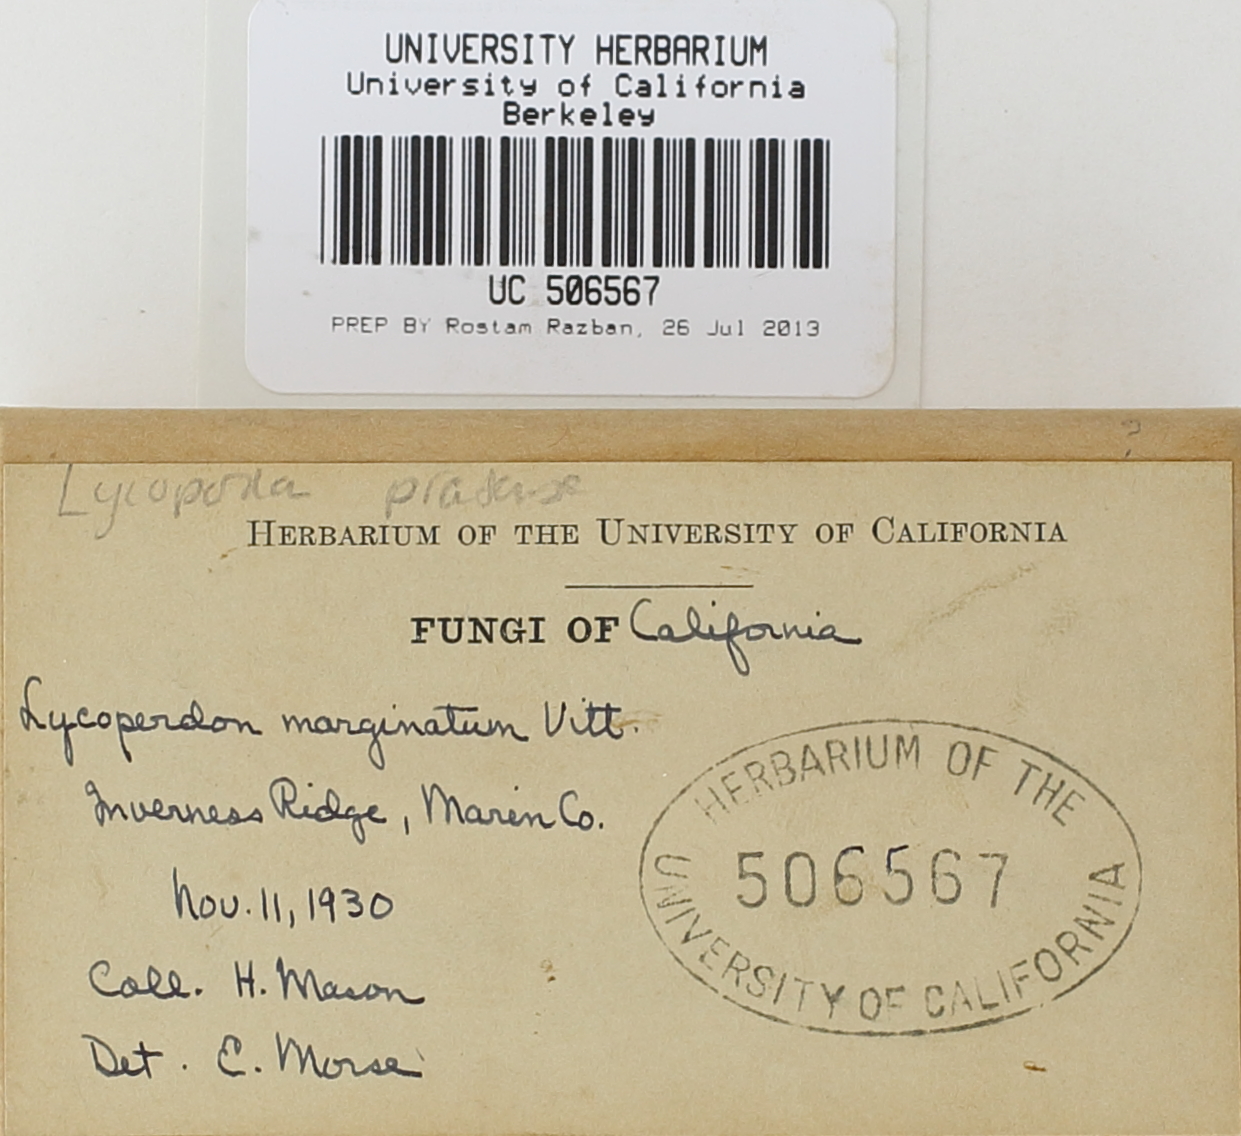 UNIVERSITY HERBARIUM
University of California
Berkeley
UC 506567
PREP BY Rostam Razban, 26 Jul 2013
?
Lycoperda pratense
HERBARIUM OF THE UNIVERSITY OF CALIFORNIA
FUNGI OF California
Lycoperdon marginatum Vitt.
Inverness Ridge, Marin Co.
Nov. 11, 1930
Coll. H. Mason
Det. E. Morse
HERBARIUM OF THE
506567
UNIVERSITY OF CALIFORNIA